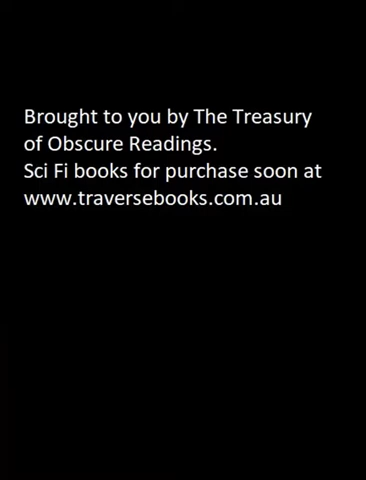 Brought to you by The Treasury
of Obscure Readings.
Sci Fi books for purchase soon at
www.traversebooks.com.au